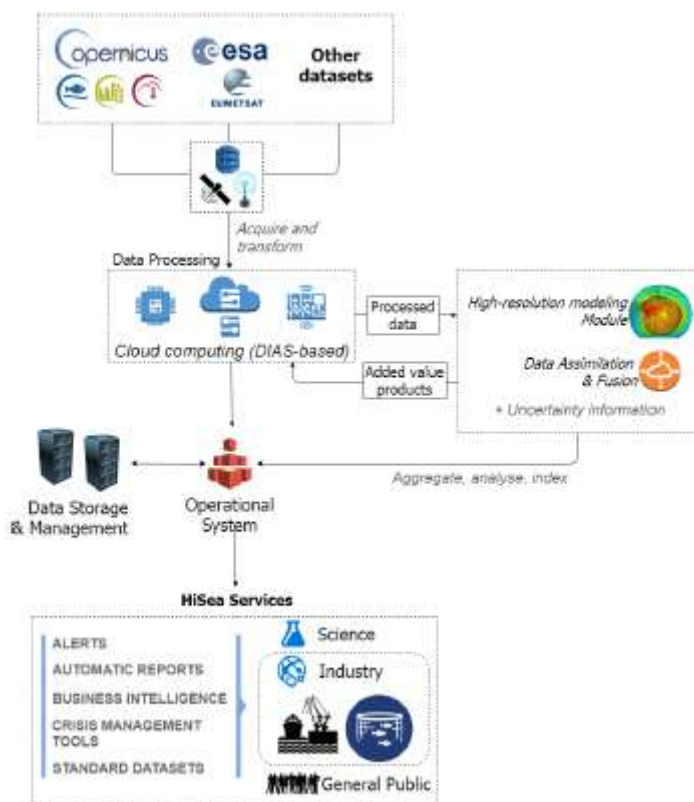 opernicus
esa
EUMETSAT
Other
datasets
Acquire and
transform
Data Processing
Cloud computing (DIAS-based)
Processed
data
Added value
products
High-resolution modeling
Module
Data Assimilation
& Fusion
+ Uncertainty information
Aggregate, analyse, index
Data Storage
& Management
Operational
System
HiSea Services
ALERTS
AUTOMATIC REPORTS
BUSINESS INTELLIGENCE
CRISIS MANAGEMENT
TOOLS
STANDARD DATASETS
Science
Industry
General Public